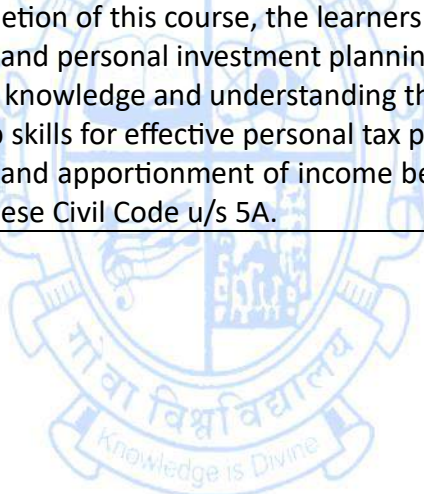 etion of this course, the learners
and personal investment planning
knowledge and understanding th
o skills for effective personal tax p
and apportionment of income be
ese Civil Code u/s 5A.
गोवा विश्वविद्यालय
Knowledge is Divine